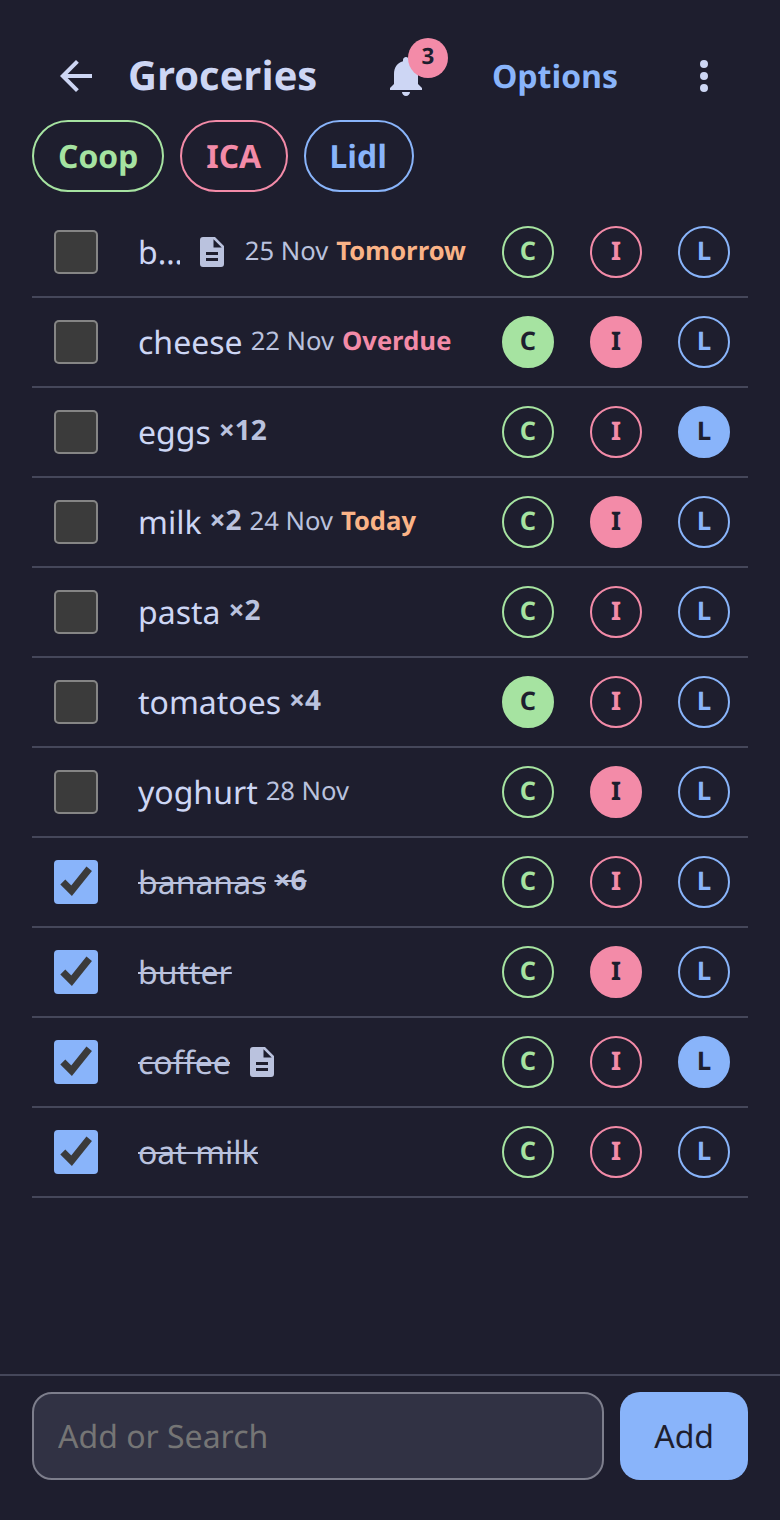 Groceries 3 Options
Coop ICA Lidl
b... 25 Nov Tomorrow C I L
cheese 22 Nov Overdue C I L
eggs ×12 C I L
milk ×2 24 Nov Today C I L
pasta ×2 C I L
tomatoes ×4 C I L
yoghurt 28 Nov C I L
bananas ×6 C I L
butter C I L
coffee C I L
oat milk C I L
Add or Search Add